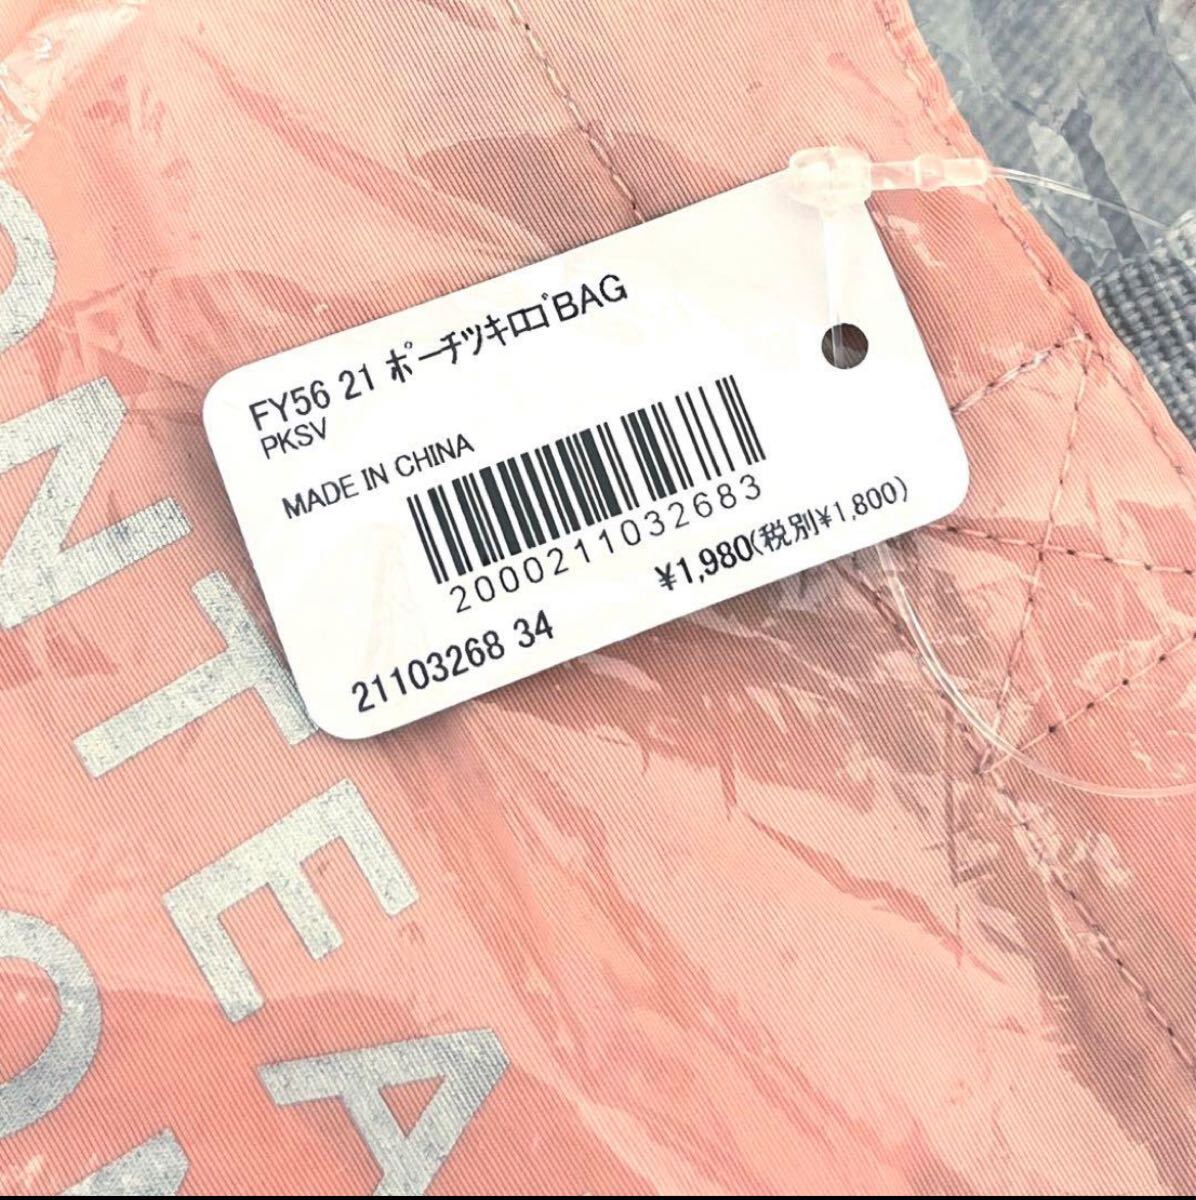 FY56 21 ﾎﾟｰﾁﾂｷﾛｺﾞBAG
PKSV
MADE IN CHINA
2000211032683
¥1,980(税別¥1,800)
21103268 34
ONTEA